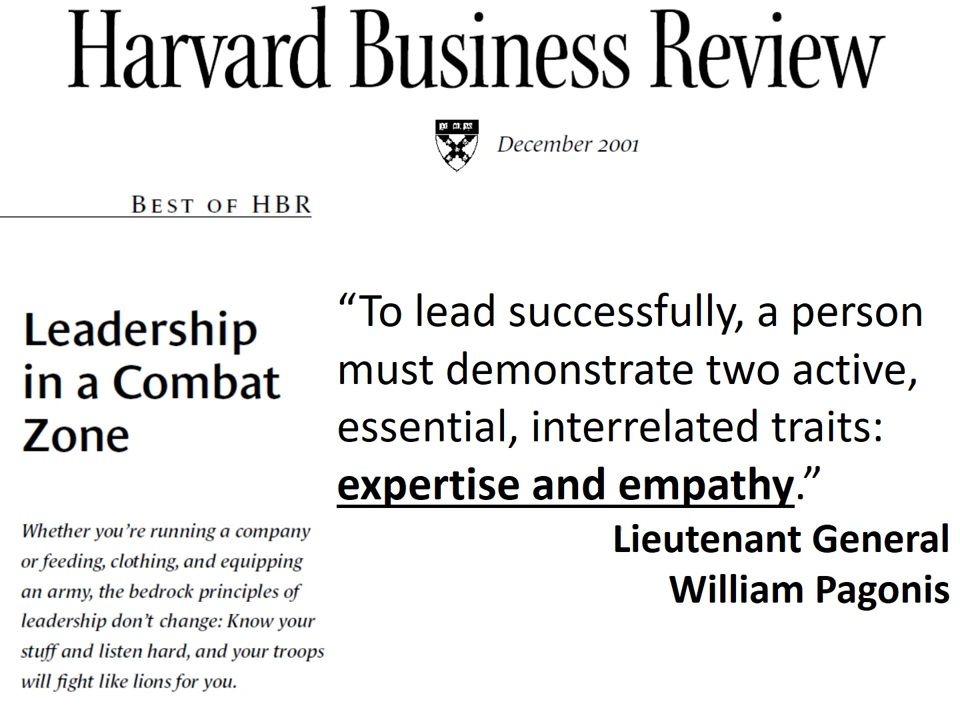 Harvard Business Review
December 2001
BEST OF HBR
Leadership
in a Combat
Zone
Whether you’re running a company
or feeding, clothing, and equipping
an army, the bedrock principles of
leadership don’t change: Know your
stuff and listen hard, and your troops
will fight like lions for you.
“To lead successfully, a person
must demonstrate two active,
essential, interrelated traits:
expertise and empathy.”
Lieutenant General
William Pagonis